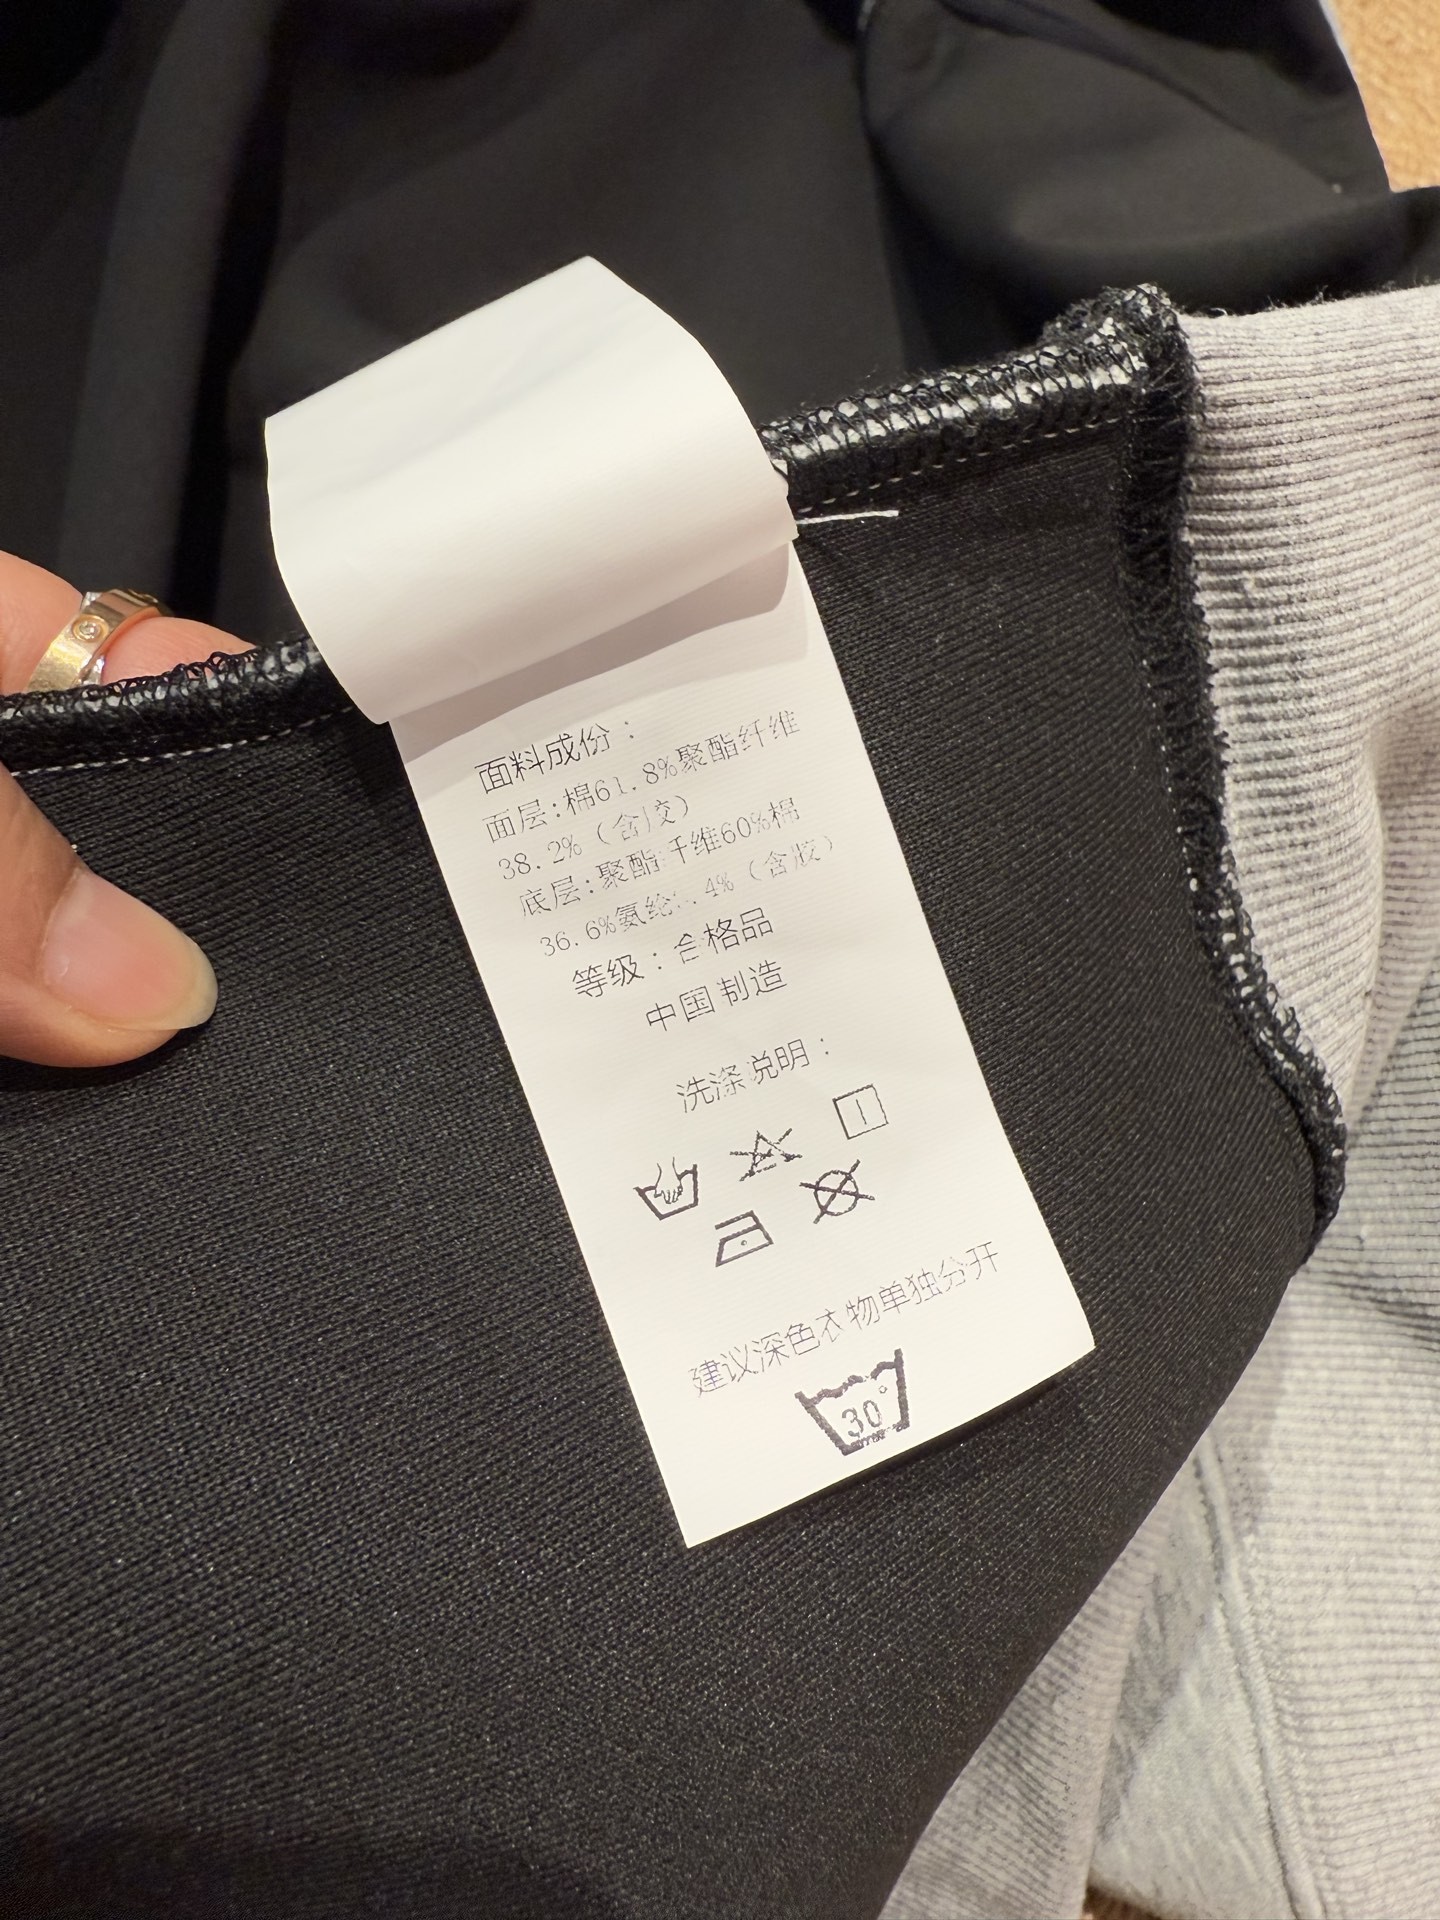 面料成份：
面层:棉61.8%聚酯纤维
38.2%（含胶）
底层:聚酯纤维60%棉
36.6%氨纶 .4%（含胶）
等级：合格品
中国制造
洗涤说明：
建议深色衣物单独分开
30°